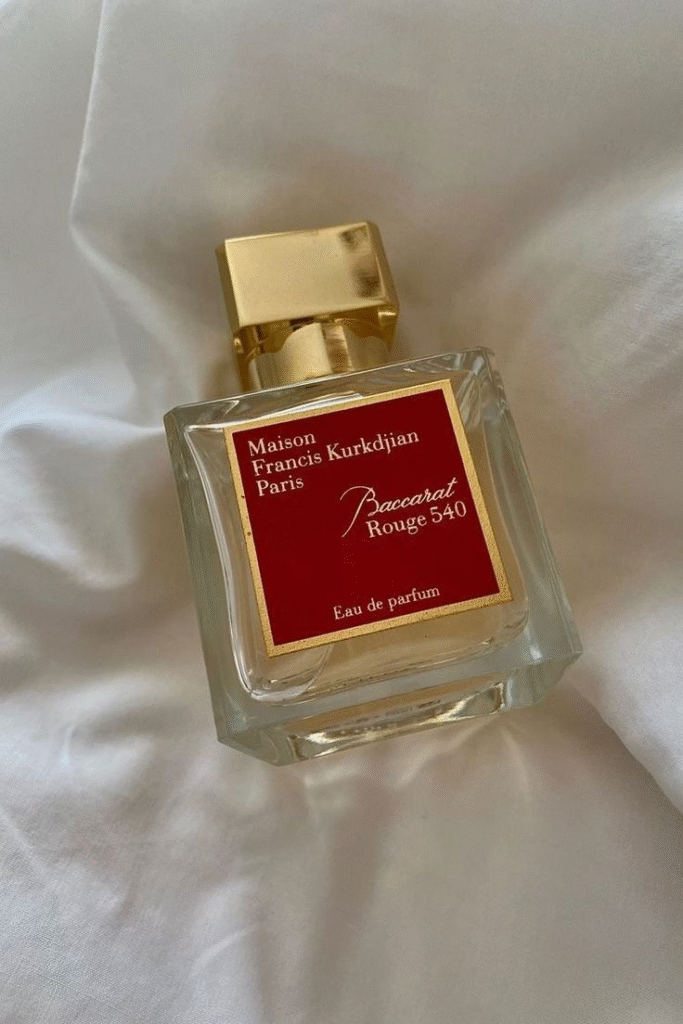 Maison
Francis Kurkdjian
Paris
Baccarat
Rouge 540
Eau de parfum